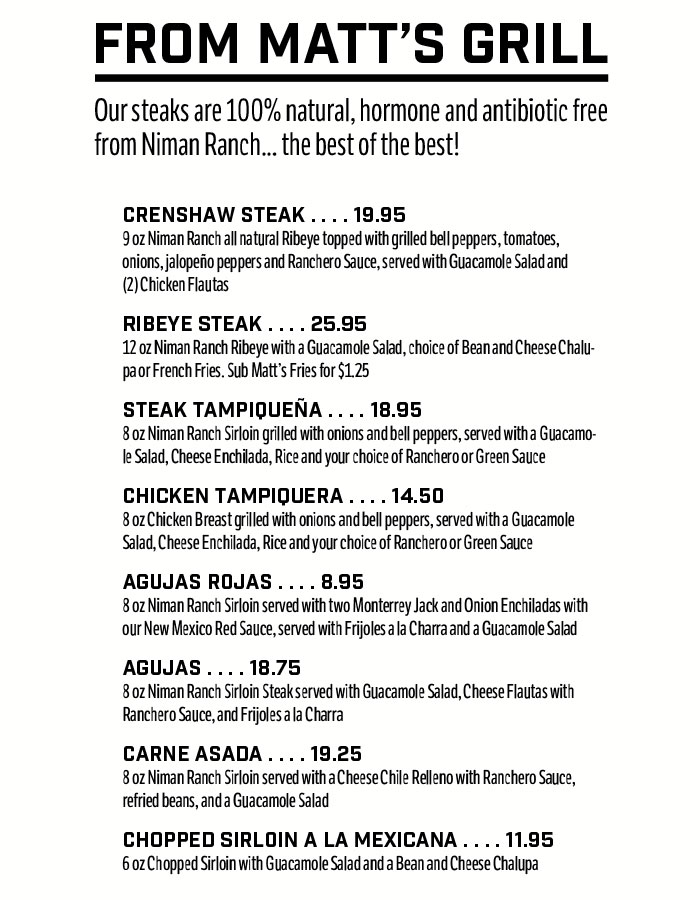 FROM MATT'S GRILL
Our steaks are 100% natural, hormone and antibiotic free
from Niman Ranch... the best of the best!
CRENSHAW STEAK . . . . 19.95
9 oz Niman Ranch all natural Ribeye topped with grilled bell peppers, tomatoes,
onions, jalopeño peppers and Ranchero Sauce, served with Guacamole Salad and
(2) Chicken Flautas
RIBEYE STEAK . . . . 25.95
12 oz Niman Ranch Ribeye with a Guacamole Salad, choice of Bean and Cheese Chalu-
pa or French Fries. Sub Matt's Fries for $1.25
STEAK TAMPIQUEÑA . . . . 18.95
8 oz Niman Ranch Sirloin grilled with onions and bell peppers, served with a Guacamo-
le Salad, Cheese Enchilada, Rice and your choice of Ranchero or Green Sauce
CHICKEN TAMPIQUERA . . . . 14.50
8 oz Chicken Breast grilled with onions and bell peppers, served with a Guacamole
Salad, Cheese Enchilada, Rice and your choice of Ranchero or Green Sauce
AGUJAS ROJAS . . . . 8.95
8 oz Niman Ranch Sirloin served with two Monterrey Jack and Onion Enchiladas with
our New Mexico Red Sauce, served with Frijoles a la Charra and a Guacamole Salad
AGUJAS . . . . 18.75
8 oz Niman Ranch Sirloin Steak served with Guacamole Salad, Cheese Flautas with
Ranchero Sauce, and Frijoles a la Charra
CARNE ASADA . . . . 19.25
8 oz Niman Ranch Sirloin served with a Cheese Chile Relleno with Ranchero Sauce,
refried beans, and a Guacamole Salad
CHOPPED SIRLOIN A LA MEXICANA . . . . 11.95
6 oz Chopped Sirloin with Guacamole Salad and a Bean and Cheese Chalupa